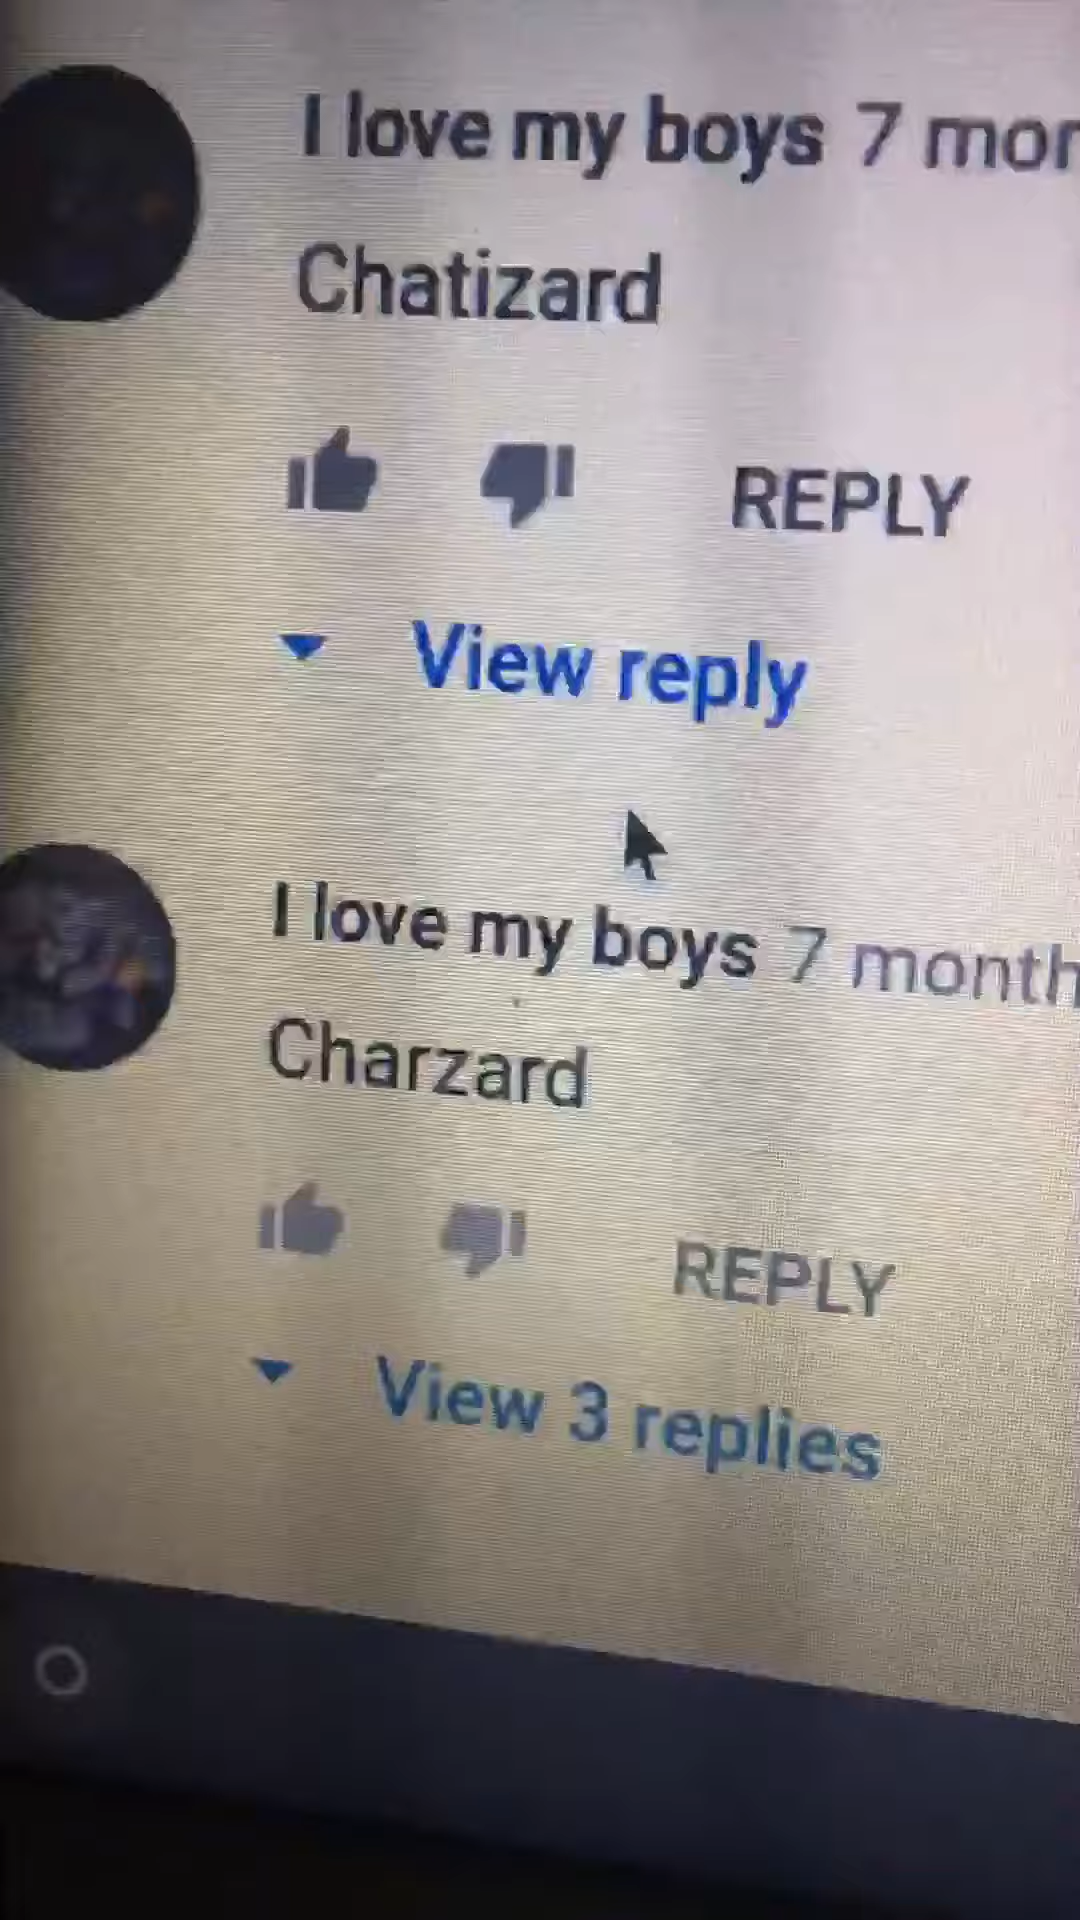 I love my boys 7 mon
Chatizard
REPLY
View reply
I love my boys 7 month
Charzard
REPLY
View 3 replies